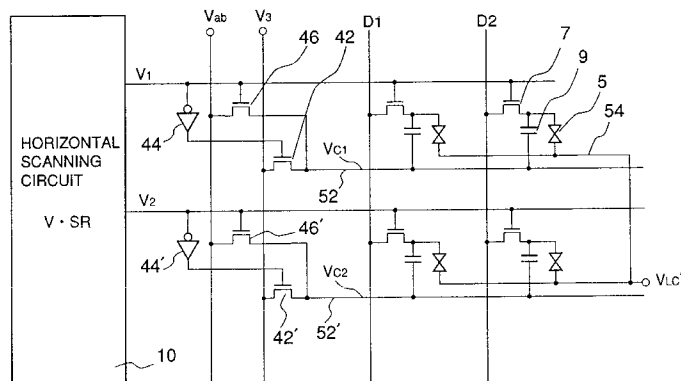 Vab V3 46 42 D1 D2 7 9 5 54
V1
44
HORIZONTAL
SCANNING
CIRCUIT
V・SR
VC1
52
V2
46′
44′
VC2
42′ 52′
VLC
10